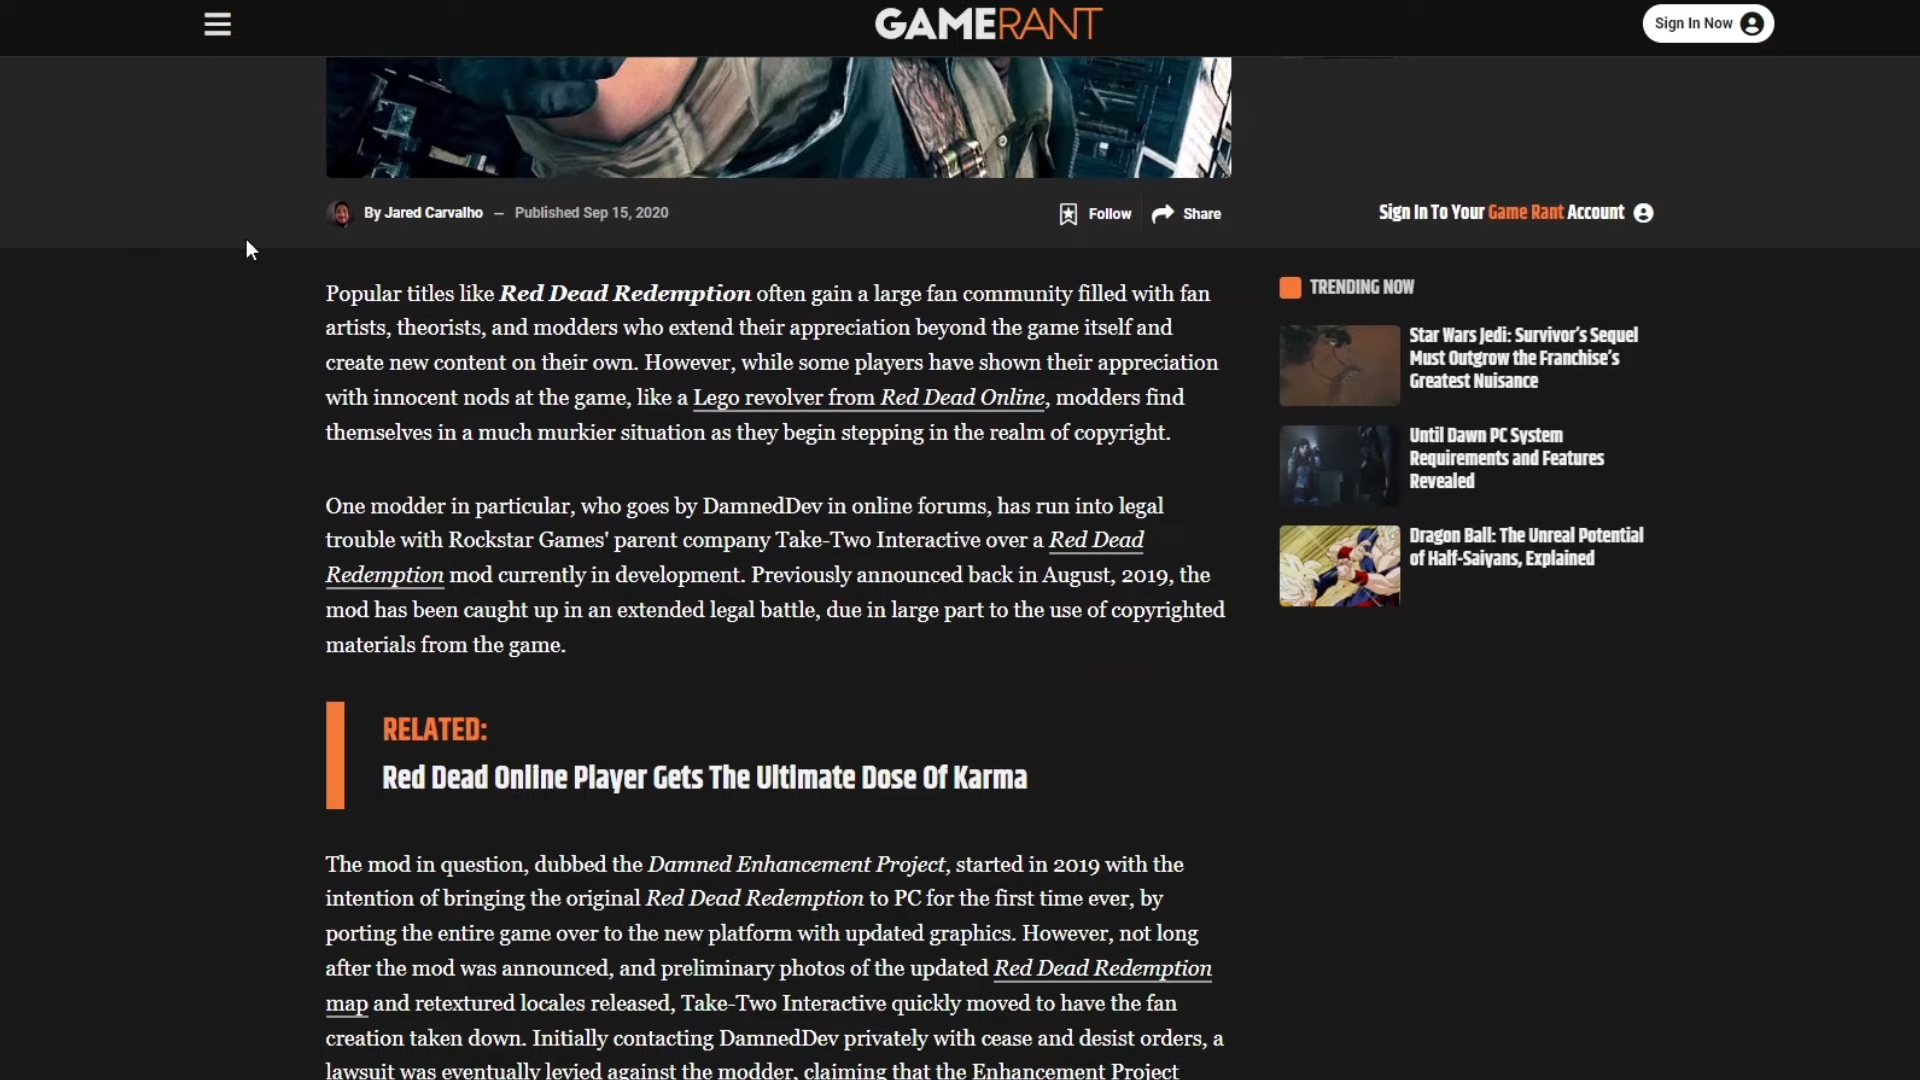 GAMERANT
Sign In Now
By Jared Carvalho — Published Sep 15, 2020
Follow
Share
Sign In To Your Game Rant Account
Popular titles like Red Dead Redemption often gain a large fan community filled with fan
artists, theorists, and modders who extend their appreciation beyond the game itself and
create new content on their own. However, while some players have shown their appreciation
with innocent nods at the game, like a Lego revolver from Red Dead Online, modders find
themselves in a much murkier situation as they begin stepping in the realm of copyright.
One modder in particular, who goes by DamnedDev in online forums, has run into legal
trouble with Rockstar Games' parent company Take-Two Interactive over a Red Dead
Redemption mod currently in development. Previously announced back in August, 2019, the
mod has been caught up in an extended legal battle, due in large part to the use of copyrighted
materials from the game.
RELATED:
Red Dead Online Player Gets The Ultimate Dose Of Karma
The mod in question, dubbed the Damned Enhancement Project, started in 2019 with the
intention of bringing the original Red Dead Redemption to PC for the first time ever, by
porting the entire game over to the new platform with updated graphics. However, not long
after the mod was announced, and preliminary photos of the updated Red Dead Redemption
map and retextured locales released, Take-Two Interactive quickly moved to have the fan
creation taken down. Initially contacting DamnedDev privately with cease and desist orders, a
lawsuit was eventually levied against the modder, claiming that the Enhancement Project
TRENDING NOW
Star Wars Jedi: Survivor's Sequel
Must Outgrow the Franchise's
Greatest Nuisance
Until Dawn PC System
Requirements and Features
Revealed
Dragon Ball: The Unreal Potential
of Half-Saiyans, Explained